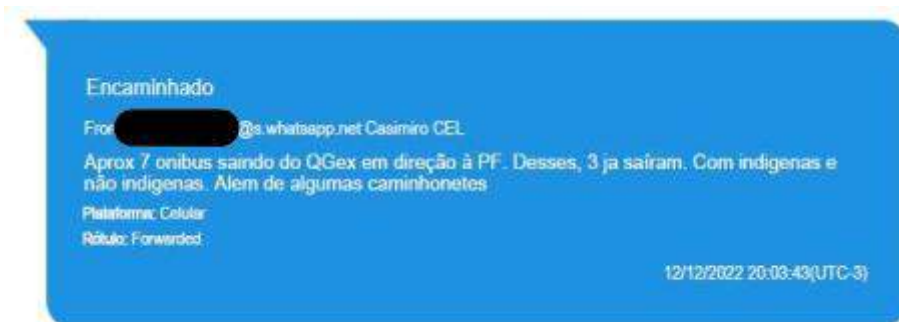 Encaminhado
From @s.whatsapp.net Casimiro CEL
Aprox 7 onibus saindo do QGex em direção à PF. Desses, 3 ja saíram. Com indigenas e
não indigenas. Alem de algumas caminhonetes
Plataforma: Celular
Rótulo: Forwarded
12/12/2022 20:03:43(UTC-3)